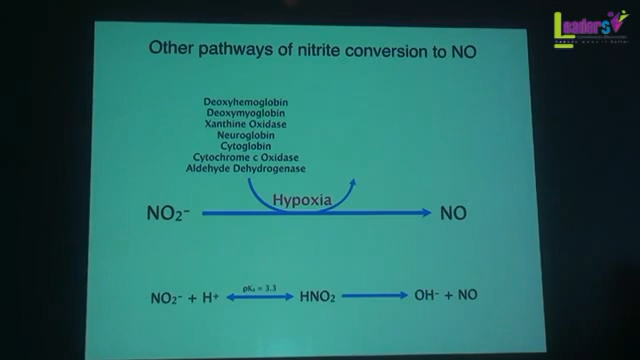 Leaders
Other pathways of nitrite conversion to NO
Deoxyhemoglobin
Deoxymyoglobin
Xanthine Oxidase
Neuroglobin
Cytoglobin
Cytochrome c Oxidase
Aldehyde Dehydrogenase
Hypoxia
NO₂⁻ NO
pKₐ = 3.3
NO₂⁻ + H⁺ HNO₂ OH⁻ + NO